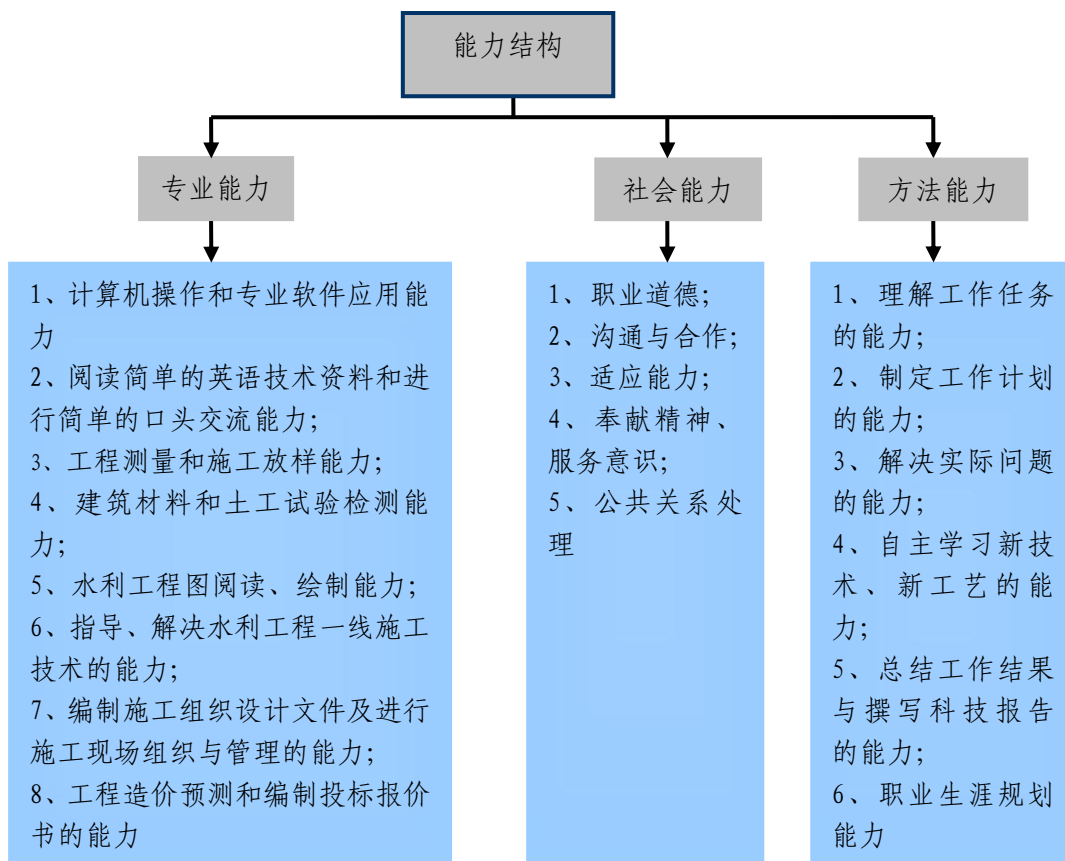 能力结构
专业能力
社会能力
方法能力
1、计算机操作和专业软件应用能
力
2、阅读简单的英语技术资料和进
行简单的口头交流能力；
3、工程测量和施工放样能力；
4、建筑材料和土工试验检测能
力；
5、水利工程图阅读、绘制能力；
6、指导、解决水利工程一线施工
技术的能力；
7、编制施工组织设计文件及进行
施工现场组织与管理的能力；
8、工程造价预测和编制投标报价
书的能力
1、职业道德；
2、沟通与合作；
3、适应能力；
4、奉献精神、
服务意识；
5、公共关系处
理
1、理解工作任务
的能力；
2、制定工作计划
的能力；
3、解决实际问题
的能力；
4、自主学习新技
术、新工艺的能
力；
5、总结工作结果
与撰写科技报告
的能力；
6、职业生涯规划
能力